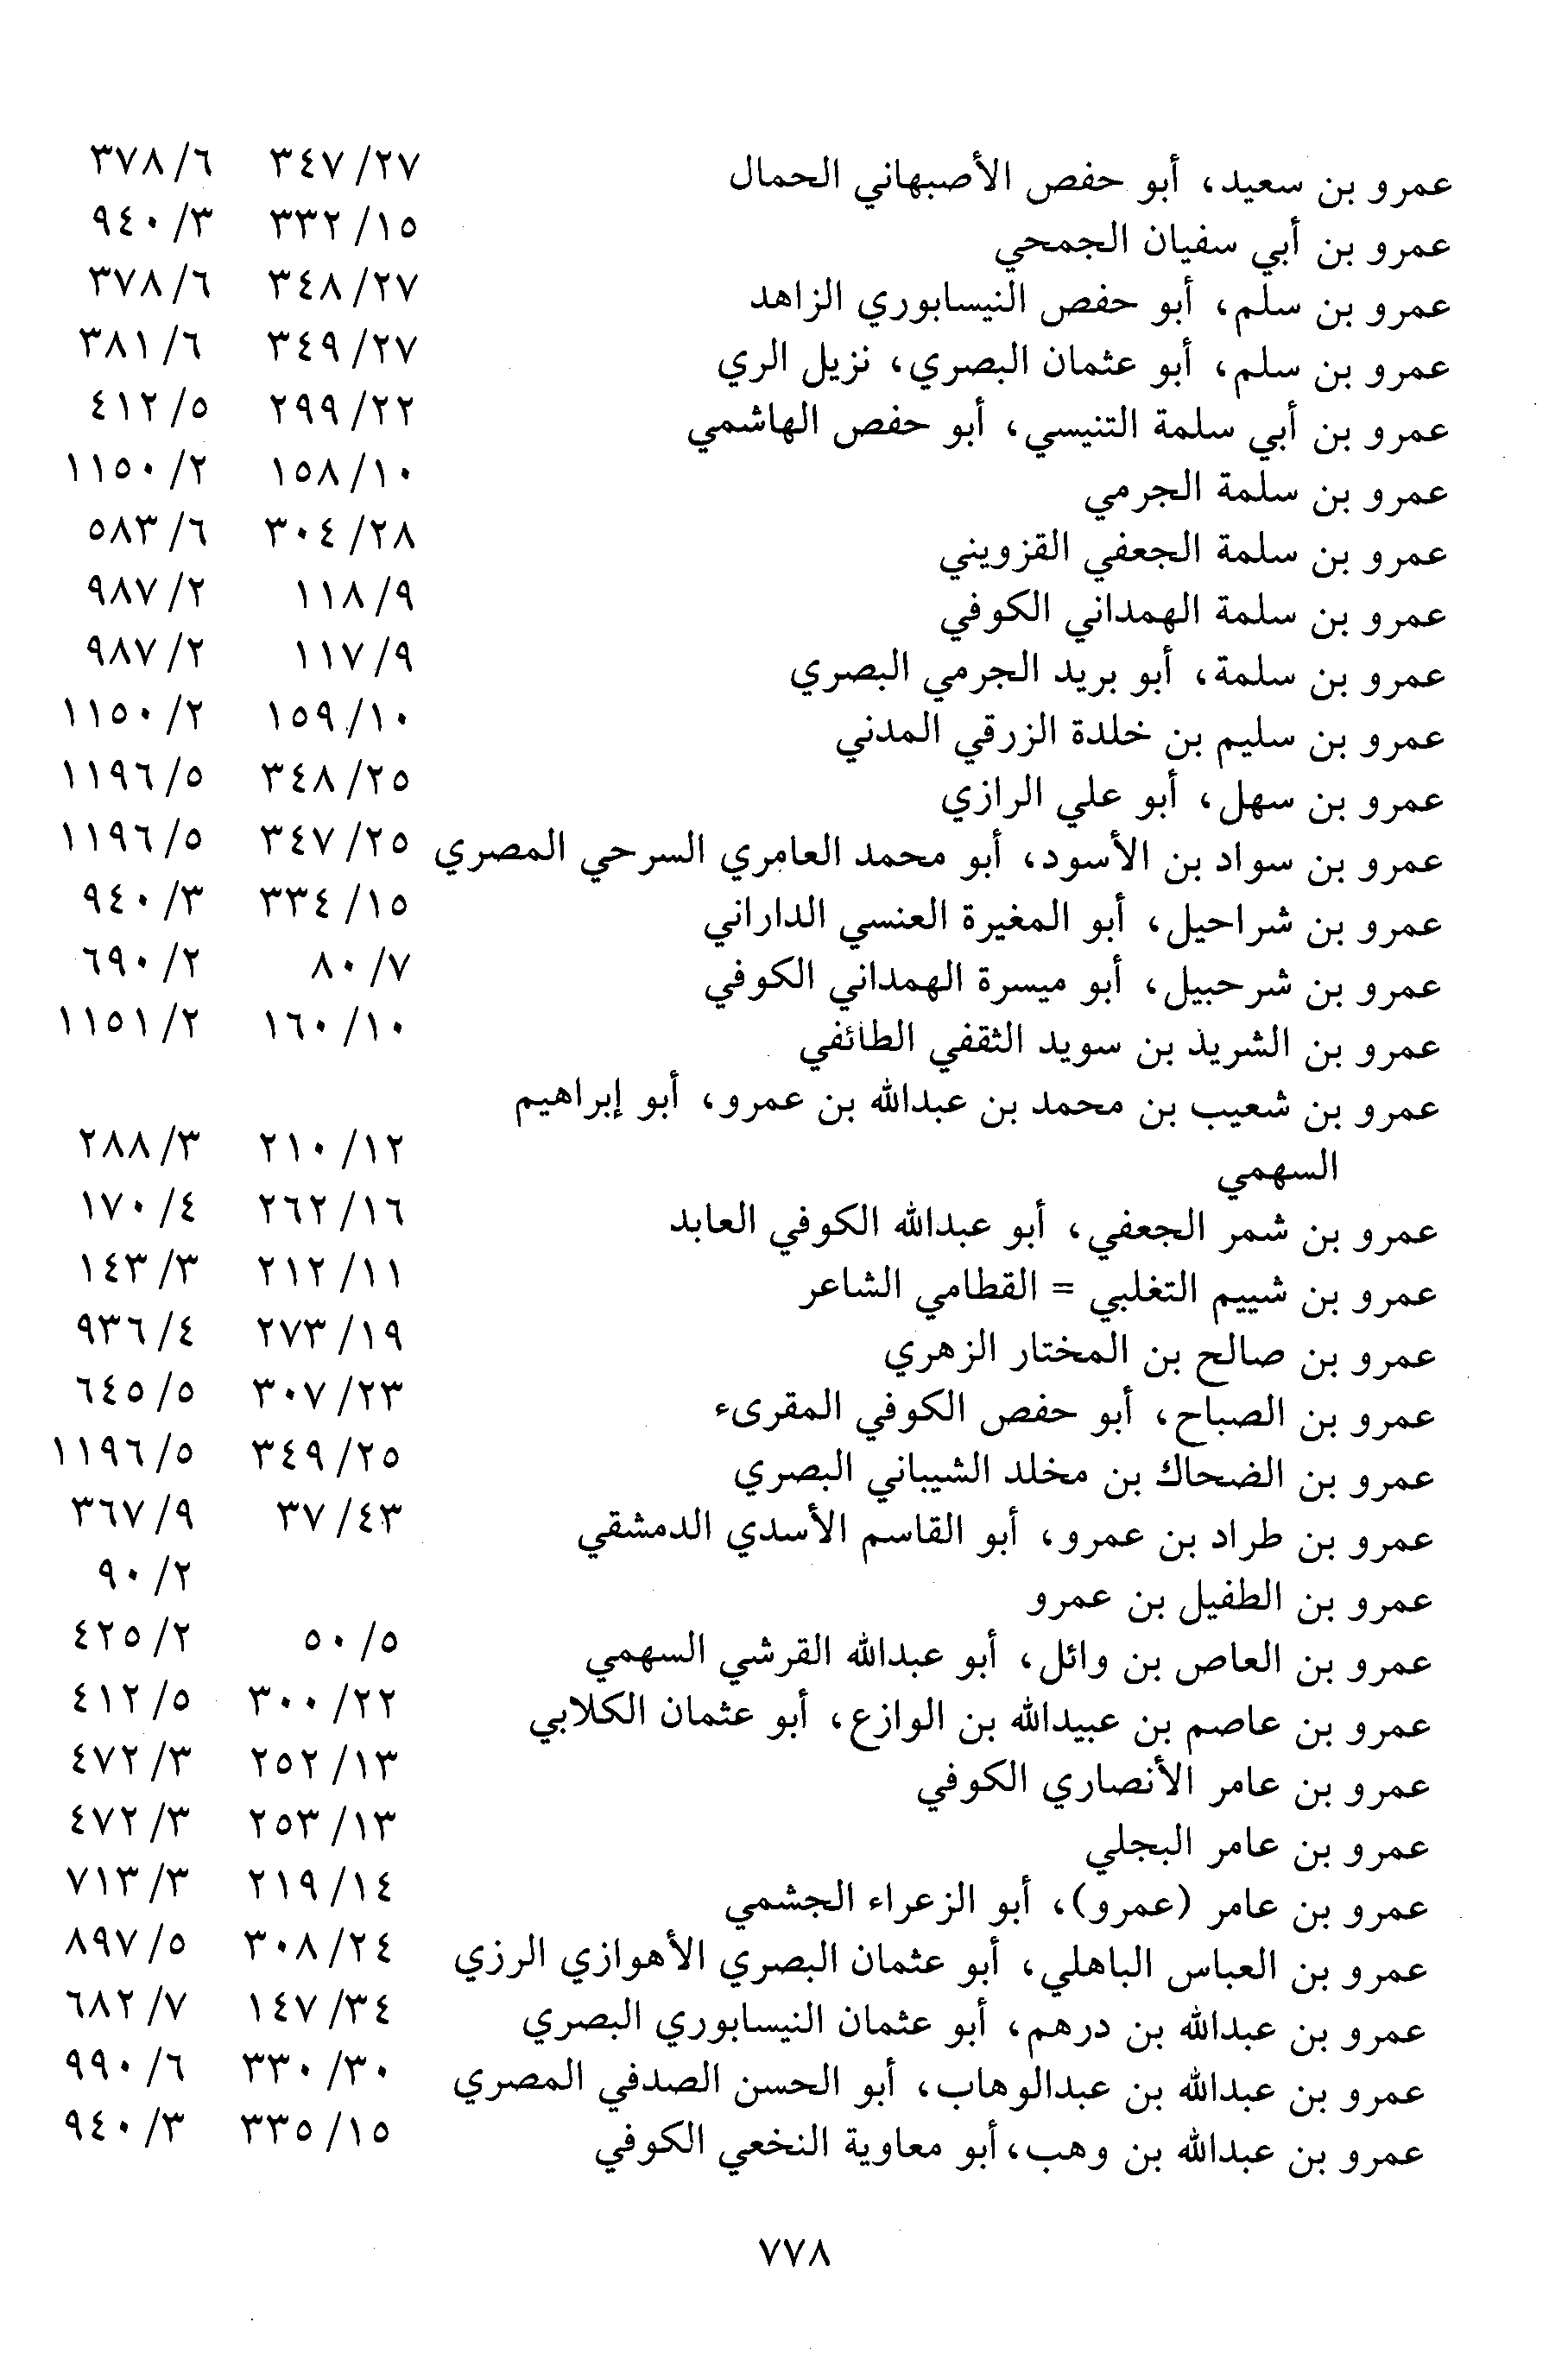 عمرو بن سعيد، أبو حفص الأصبهاني الحمال ٢٧/ ٣٤٧ ٦/ ٣٧٨
عمرو بن أبي سفيان الجمحي ١٥/ ٣٣٢ ٣/ ٩٤٠
عمرو بن سلم، أبو حفص النيسابوري الزاهد ٢٧/ ٣٤٨ ٦/ ٣٧٨
عمرو بن سلم، أبو عثمان البصري، نزيل الري ٢٧/ ٣٤٩ ٦/ ٣٨١
عمرو بن أبي سلمة التنيسي، أبو حفص الهاشمي ٢٢/ ٢٩٩ ٥/ ٤١٢
عمرو بن سلمة الجرمي ١٠/ ١٥٨ ٢/ ١١٥٠
عمرو بن سلمة الجعفي القزويني ٢٨/ ٣٠٤ ٦/ ٥٨٣
عمرو بن سلمة الهمداني الكوفي ٩/ ١١٨ ٢/ ٩٨٧
عمرو بن سلمة، أبو بريد الجرمي البصري ٩/ ١١٧ ٢/ ٩٨٧
عمرو بن سليم بن خلدة الزرقي المدني ١٠/ ١٥٩ ٢/ ١١٥٠
عمرو بن سهل، أبو علي الرازي ٢٥/ ٣٤٨ ٥/ ١١٩٦
عمرو بن سواد بن الأسود، أبو محمد العامري السرحي المصري ٢٥/ ٣٤٧ ٥/ ١١٩٦
عمرو بن شراحيل، أبو المغيرة العنسي الداراني ١٥/ ٣٣٤ ٣/ ٩٤٠
عمرو بن شرحبيل، أبو ميسرة الهمداني الكوفي ٧/ ٨٠ ٢/ ٦٩٠
عمرو بن الشريد بن سويد الثقفي الطائفي ١٠/ ١٦٠ ٢/ ١١٥١
عمرو بن شعيب بن محمد بن عبدالله بن عمرو، أبو إبراهيم
السهمي ١٢/ ٢١٠ ٣/ ٢٨٨
عمرو بن شمر الجعفي، أبو عبدالله الكوفي العابد ١٦/ ٢٦٢ ٤/ ١٧٠
عمرو بن شييم التغلبي = القطامي الشاعر ١١/ ٢١٢ ٣/ ١٤٣
عمرو بن صالح بن المختار الزهري ١٩/ ٢٧٣ ٤/ ٩٣٦
عمرو بن الصباح، أبو حفص الكوفي المقرىء ٢٣/ ٣٠٧ ٥/ ٦٤٥
عمرو بن الضحاك بن مخلد الشيباني البصري ٢٥/ ٣٤٩ ٥/ ١١٩٦
عمرو بن طراد بن عمرو، أبو القاسم الأسدي الدمشقي ٤٣/ ٣٧ ٩/ ٣٦٧
عمرو بن الطفيل بن عمرو ٢/ ٩٠
عمرو بن العاص بن وائل، أبو عبدالله القرشي السهمي ٥/ ٥٠ ٢/ ٤٢٥
عمرو بن عاصم بن عبيدالله بن الوازع، أبو عثمان الكلابي ٢٢/ ٣٠٠ ٥/ ٤١٢
عمرو بن عامر الأنصاري الكوفي ١٣/ ٢٥٢ ٣/ ٤٧٢
عمرو بن عامر البجلي ١٣/ ٢٥٣ ٣/ ٤٧٢
عمرو بن عامر (عمرو)، أبو الزعراء الجشمي ١٤/ ٢١٩ ٣/ ٧١٣
عمرو بن العباس الباهلي، أبو عثمان البصري الأهوازي الرزي ٢٤/ ٣٠٨ ٥/ ٨٩٧
عمرو بن عبدالله بن درهم، أبو عثمان النيسابوري البصري ٣٤/ ١٤٧ ٧/ ٦٨٢
عمرو بن عبدالله بن عبدالوهاب، أبو الحسن الصدفي المصري ٣٠/ ٣٣٠ ٦/ ٩٩٠
عمرو بن عبدالله بن وهب، أبو معاوية النخعي الكوفي ١٥/ ٣٣٥ ٣/ ٩٤٠
٧٧٨